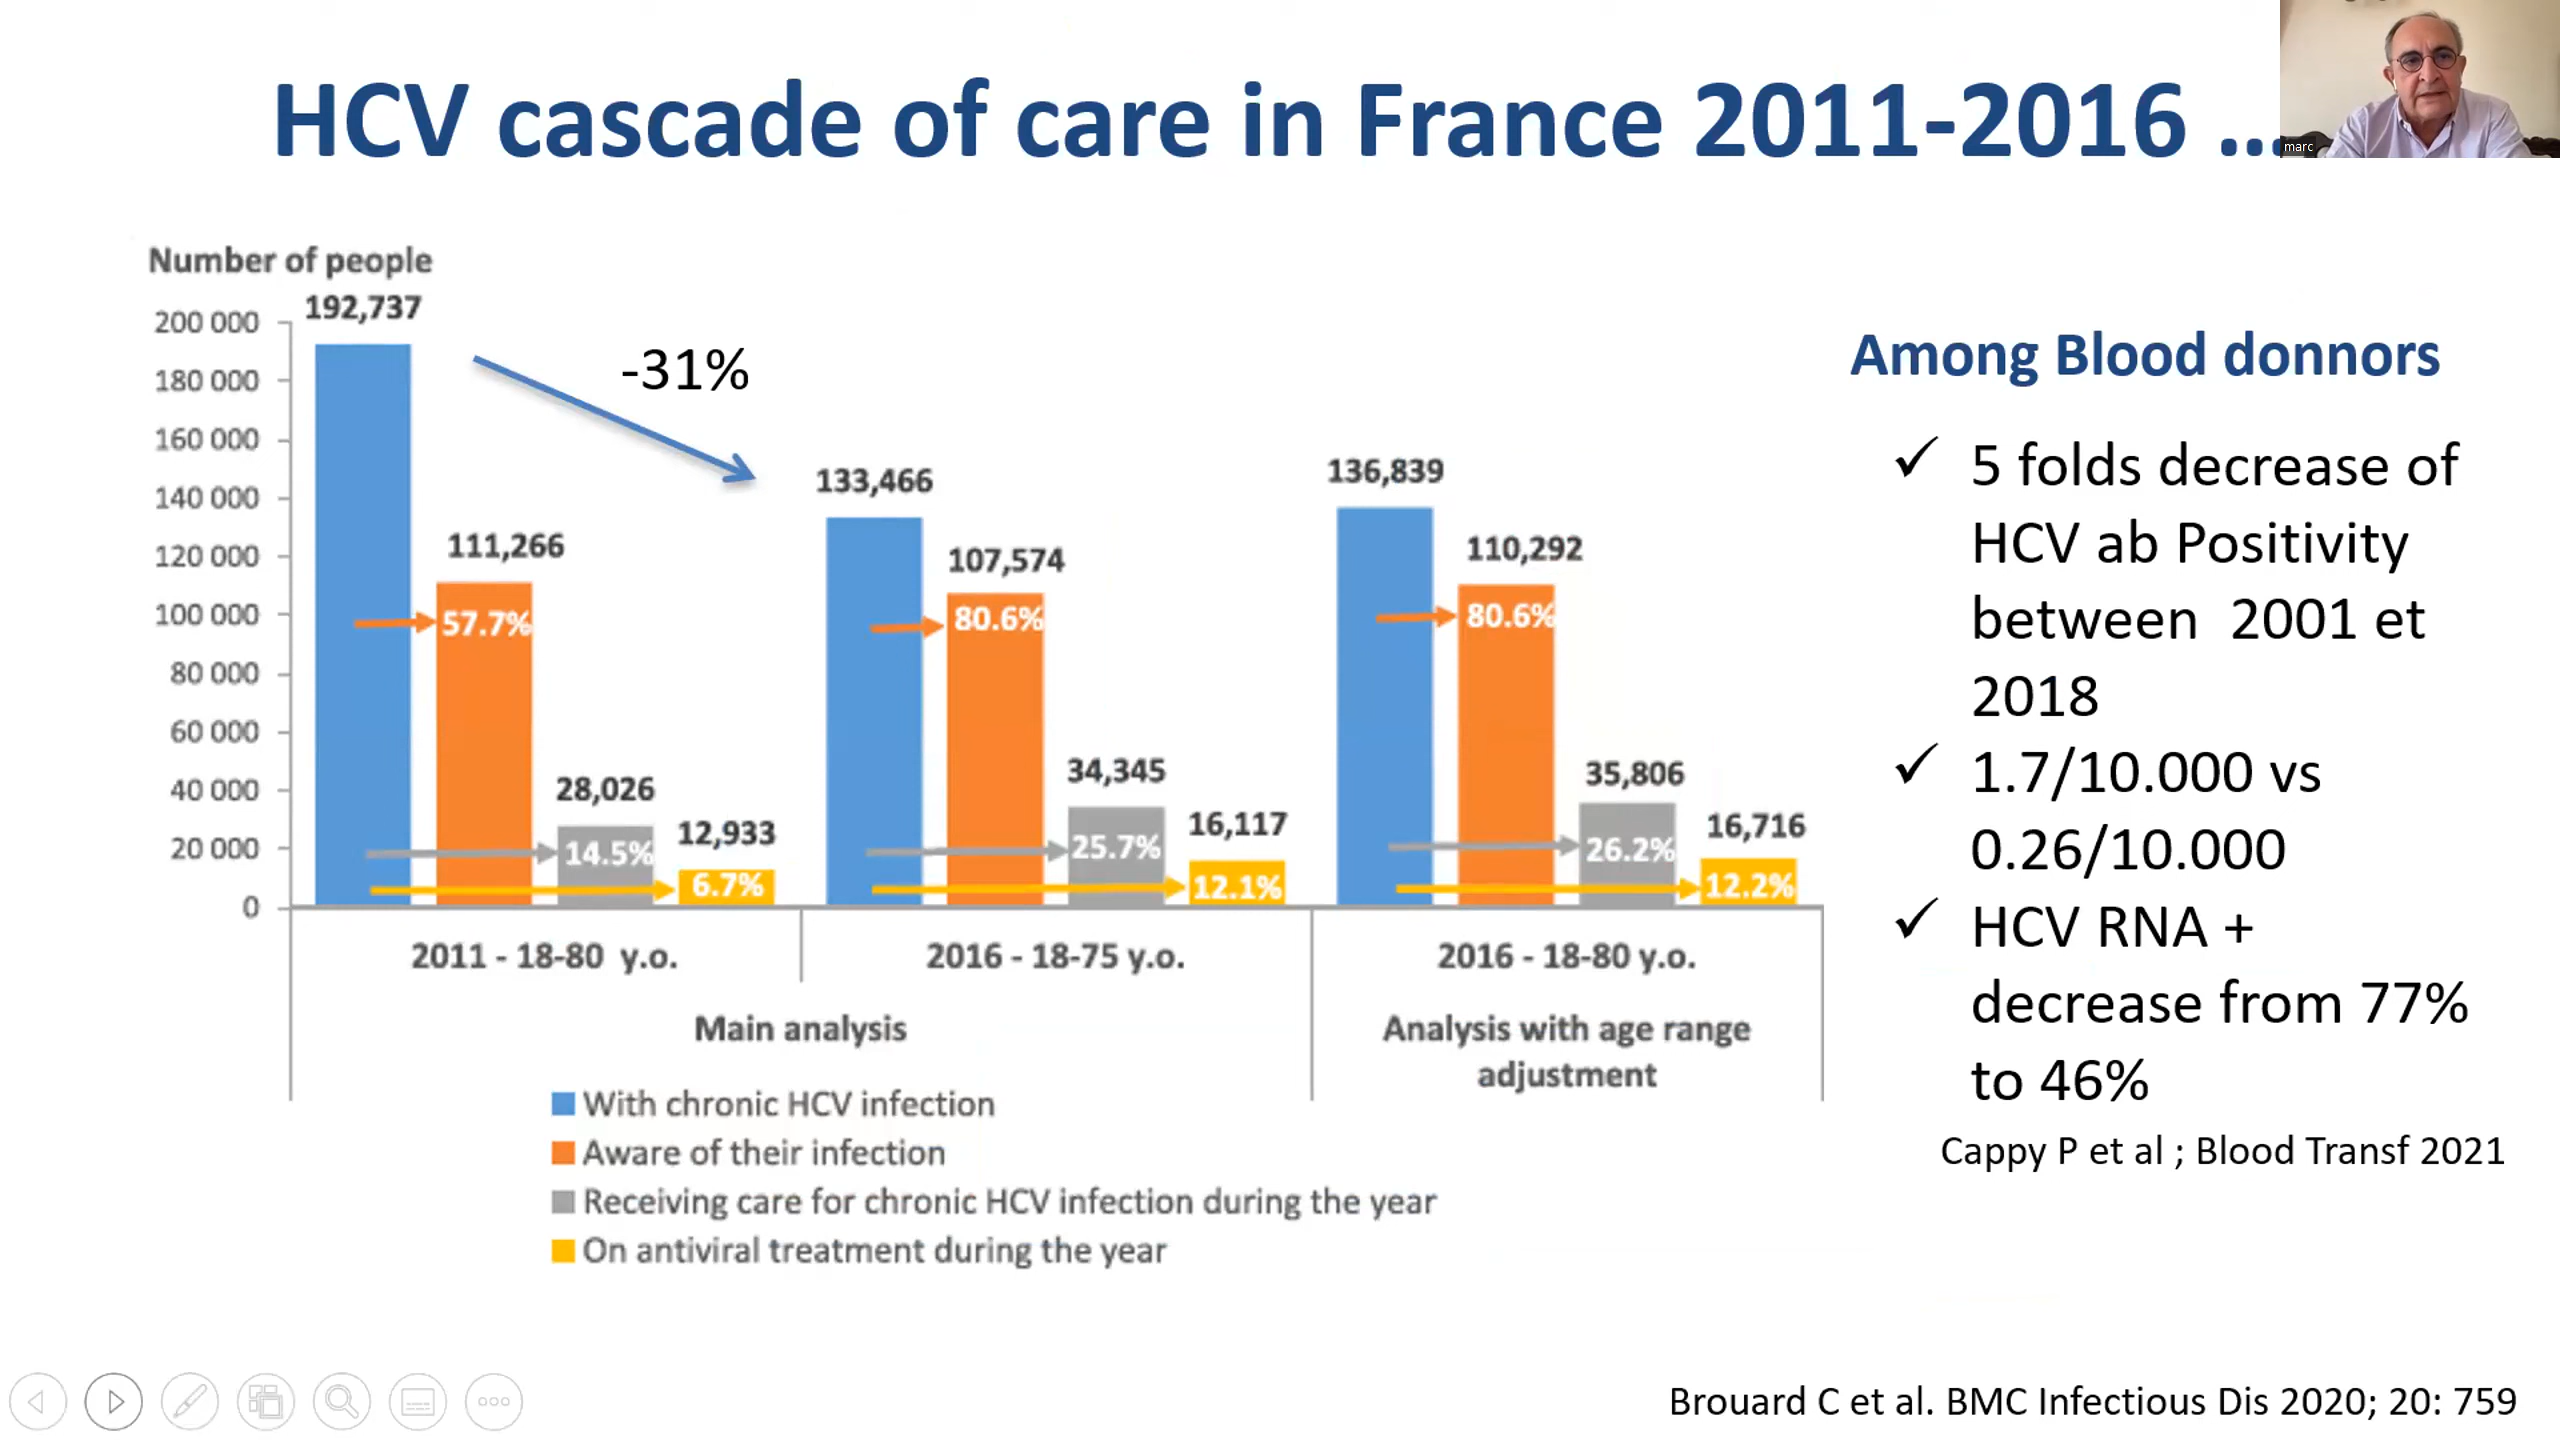 HCV cascade of care in France 2011-2016 ...
marc
Number of people
200 000
180 000
160 000
140 000
120 000
100 000
80 000
60 000
40 000
20 000
0
192,737
111,266
57.7%
28,026
14.5%
12,933
6.7%
-31%
133,466
107,574
80.6%
34,345
25.7%
16,117
12.1%
136,839
110,292
80.6%
35,806
26.2%
16,716
12.2%
2011 - 18-80 y.o.
2016 - 18-75 y.o.
2016 - 18-80 y.o.
Main analysis
Analysis with age range
adjustment
With chronic HCV infection
Aware of their infection
Receiving care for chronic HCV infection during the year
On antiviral treatment during the year
Among Blood donnors
✓ 5 folds decrease of
HCV ab Positivity
between 2001 et
2018
✓ 1.7/10.000 vs
0.26/10.000
✓ HCV RNA +
decrease from 77%
to 46%
Cappy P et al ; Blood Transf 2021
Brouard C et al. BMC Infectious Dis 2020; 20: 759